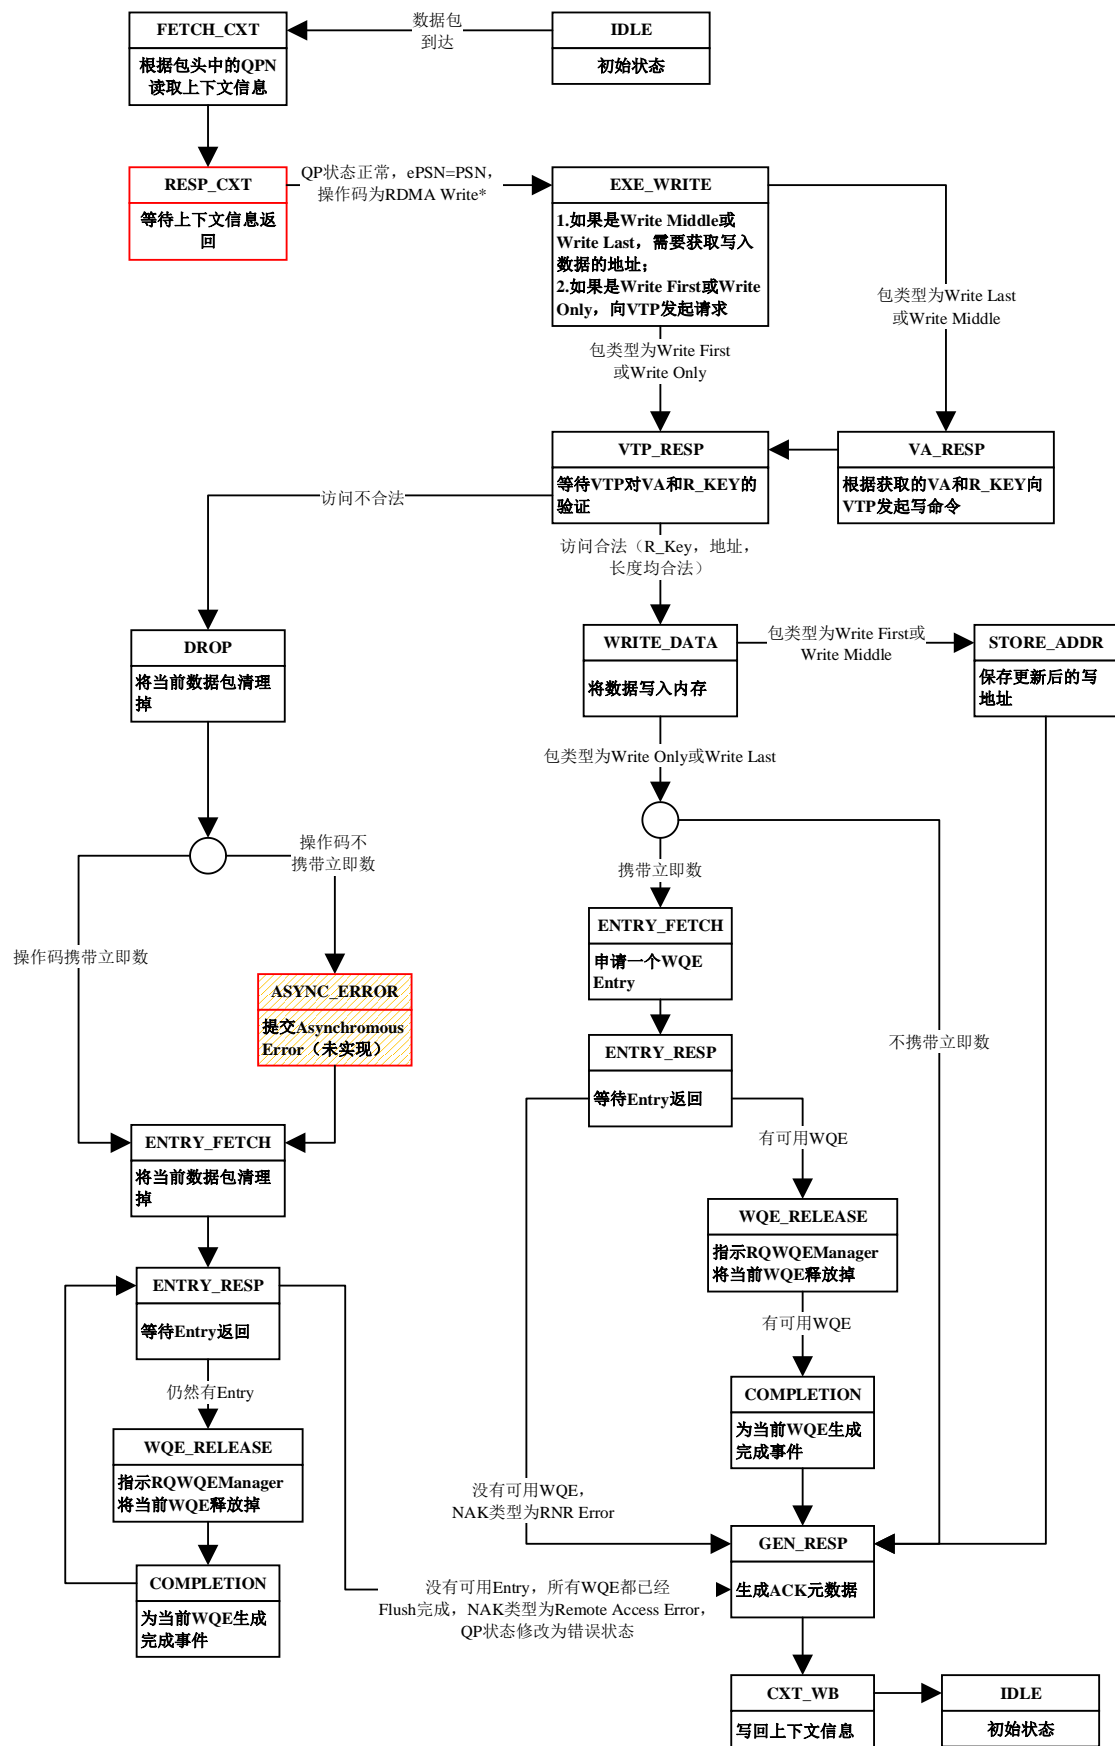 FETCH_CXT
根据包头中的QPN
读取上下文信息
数据包
到达
IDLE
初始状态
RESP_CXT
等待上下文信息返
回
QP状态正常，ePSN=PSN，
操作码为RDMA Write*
EXE_WRITE
1.如果是Write Middle或
Write Last，需要获取写入
数据的地址；
2.如果是Write First或Write
Only，向VTP发起请求
包类型为Write Last
或Write Middle
包类型为Write First
或Write Only
VTP_RESP
等待VTP对VA和R_KEY的
验证
VA_RESP
根据获取的VA和R_KEY向
VTP发起写命令
访问不合法
访问合法（R_Key，地址，
长度均合法）
DROP
将当前数据包清理
掉
WRITE_DATA
将数据写入内存
包类型为Write First或
Write Middle
STORE_ADDR
保存更新后的写
地址
包类型为Write Only或Write Last
操作码不
携带立即数
操作码携带立即数
携带立即数
不携带立即数
ENTRY_FETCH
申请一个WQE
Entry
ASYNC_ERROR
提交Asynchromous
Error（未实现）
ENTRY_RESP
等待Entry返回
ENTRY_FETCH
将当前数据包清理
掉
有可用WQE
WQE_RELEASE
指示RQWQEManager
将当前WQE释放掉
ENTRY_RESP
等待Entry返回
有可用WQE
仍然有Entry
COMPLETION
为当前WQE生成
完成事件
WQE_RELEASE
指示RQWQEManager
将当前WQE释放掉
没有可用WQE，
NAK类型为RNR Error
GEN_RESP
生成ACK元数据
COMPLETION
为当前WQE生成
完成事件
没有可用Entry，所有WQE都已经
Flush完成，NAK类型为Remote Access Error，
QP状态修改为错误状态
CXT_WB
写回上下文信息
IDLE
初始状态